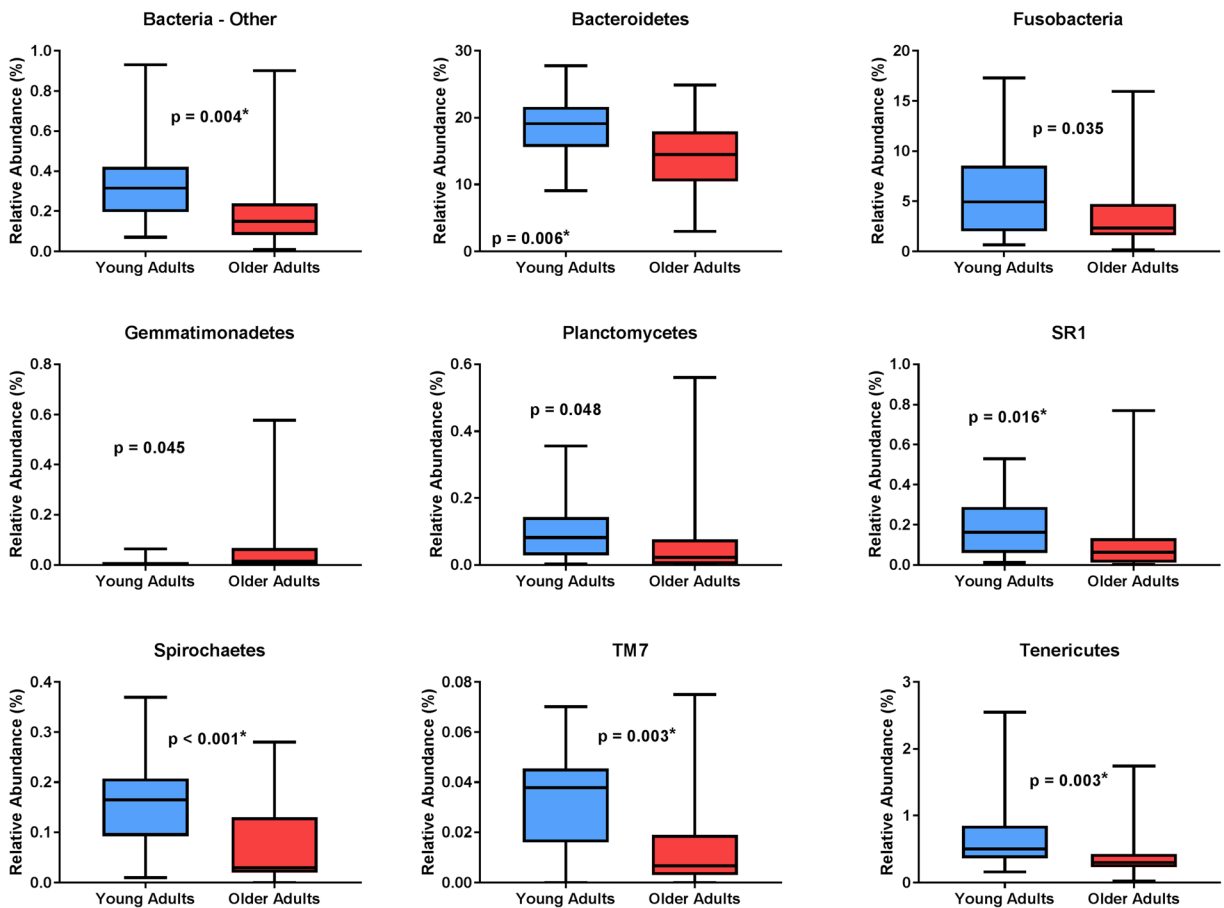 Bacteria - Other
Relative Abundance (%)
1.0
0.8
0.6
0.4
0.2
0.0
p = 0.004*
Young Adults Older Adults
Bacteroidetes
Relative Abundance (%)
30
20
10
0
p = 0.006*
Young Adults Older Adults
Fusobacteria
Relative Abundance (%)
20
15
10
5
0
p = 0.035
Young Adults Older Adults
Gemmatimonadetes
Relative Abundance (%)
0.8
0.6
0.4
0.2
0.0
p = 0.045
Young Adults Older Adults
Planctomycetes
Relative Abundance (%)
0.6
0.4
0.2
0.0
p = 0.048
Young Adults Older Adults
SR1
Relative Abundance (%)
1.0
0.8
0.6
0.4
0.2
0.0
p = 0.016*
Young Adults Older Adults
Spirochaetes
Relative Abundance (%)
0.4
0.3
0.2
0.1
0.0
p < 0.001*
Young Adults Older Adults
TM7
Relative Abundance (%)
0.08
0.06
0.04
0.02
0.00
p = 0.003*
Young Adults Older Adults
Tenericutes
Relative Abundance (%)
3
2
1
0
p = 0.003*
Young Adults Older Adults